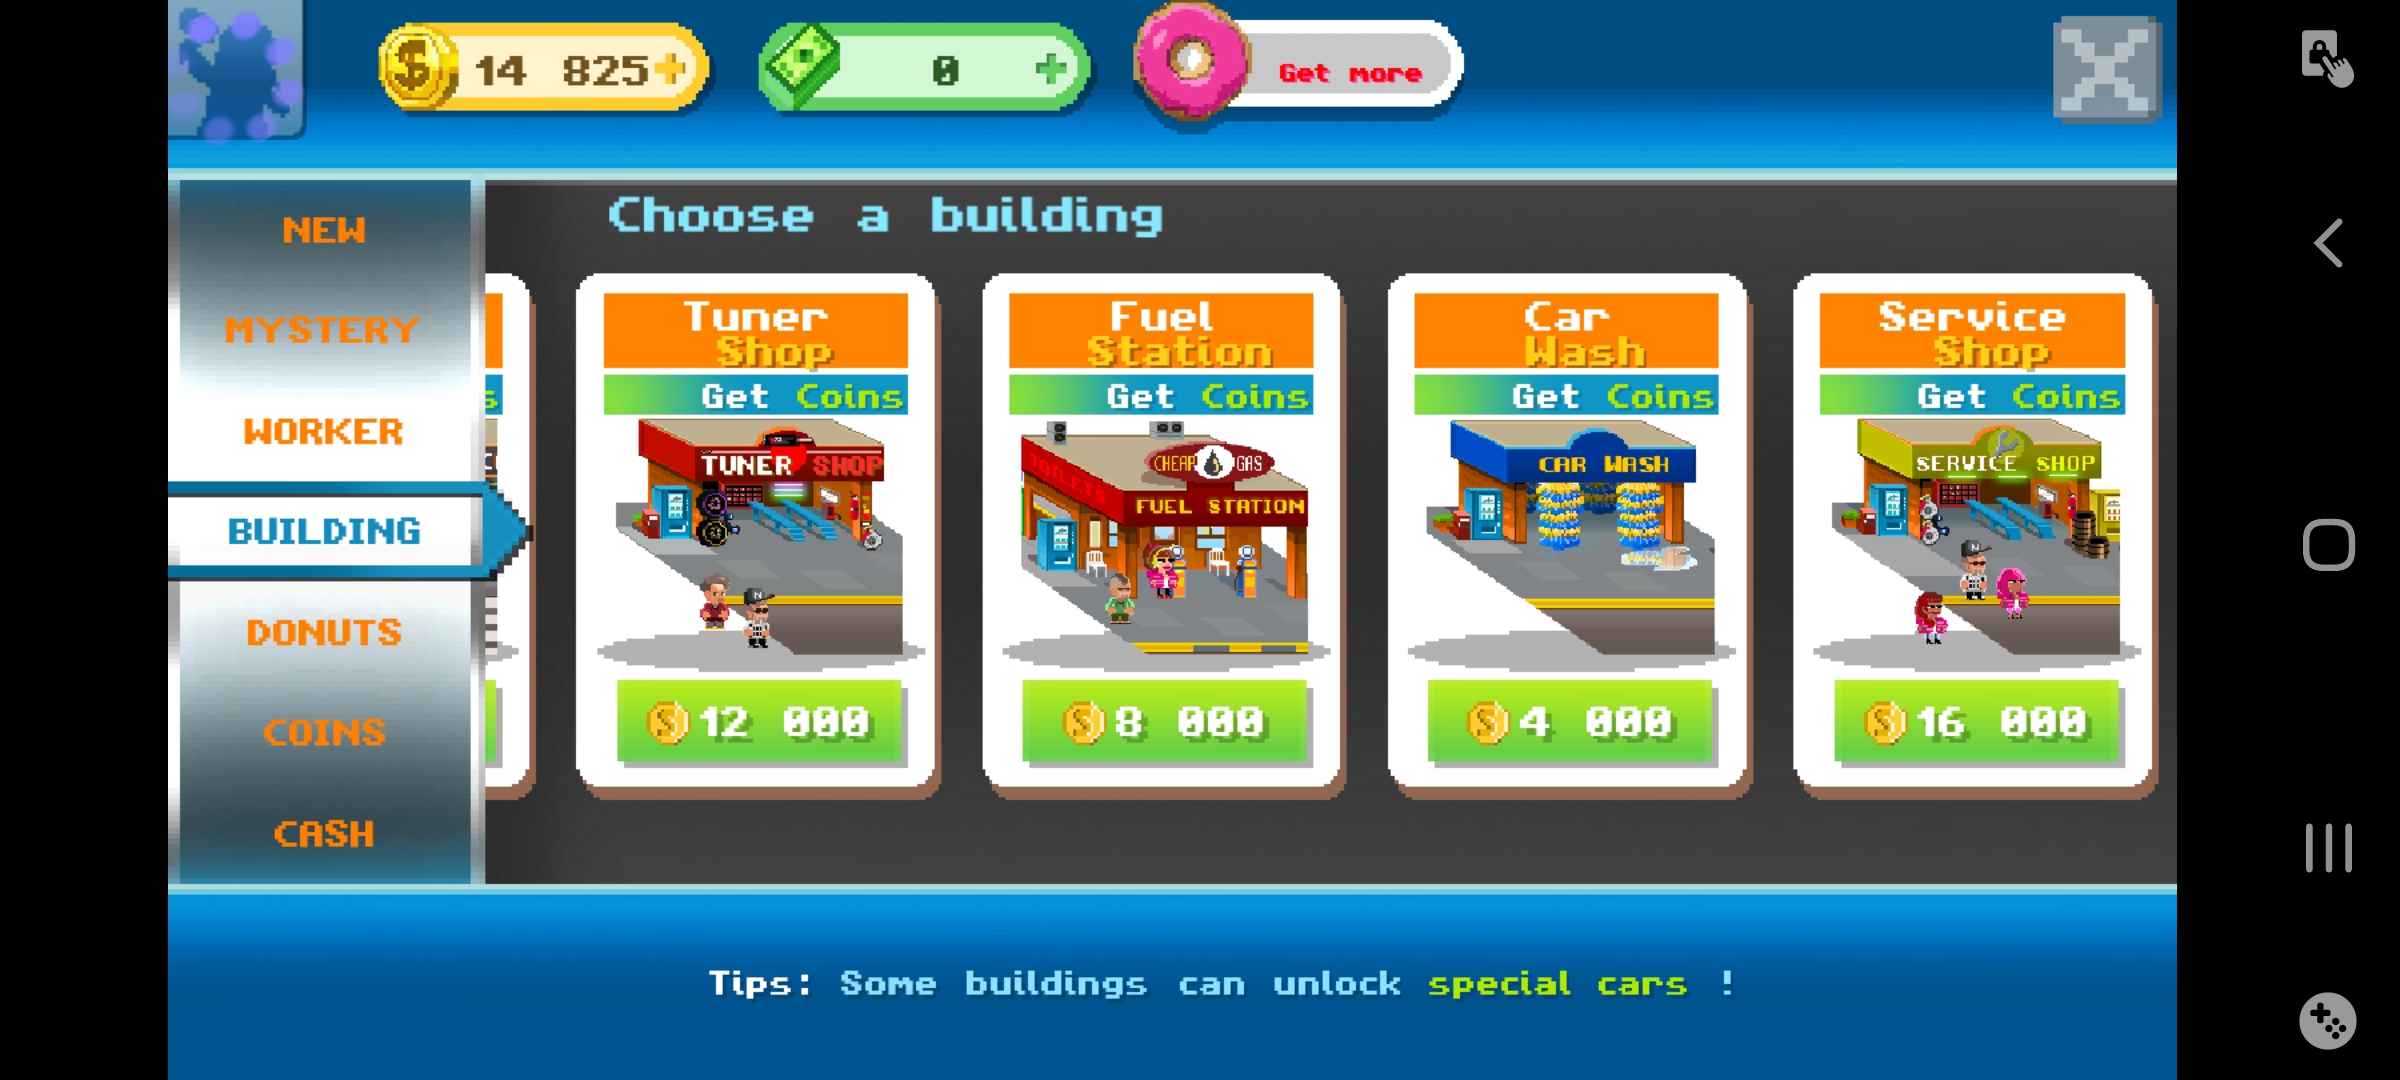 14 825
0
Get more
Choose a building
NEW
MYSTERY
WORKER
BUILDING
DONUTS
COINS
CASH
Tuner
Shop
Get Coins
TUNER SHOP
12 000
Fuel
Station
Get Coins
TOILETS
CHEAP GAS
FUEL STATION
8 000
Car
Wash
Get Coins
CAR WASH
4 000
Service
Shop
Get Coins
SERVICE SHOP
16 000
Tips: Some buildings can unlock special cars !